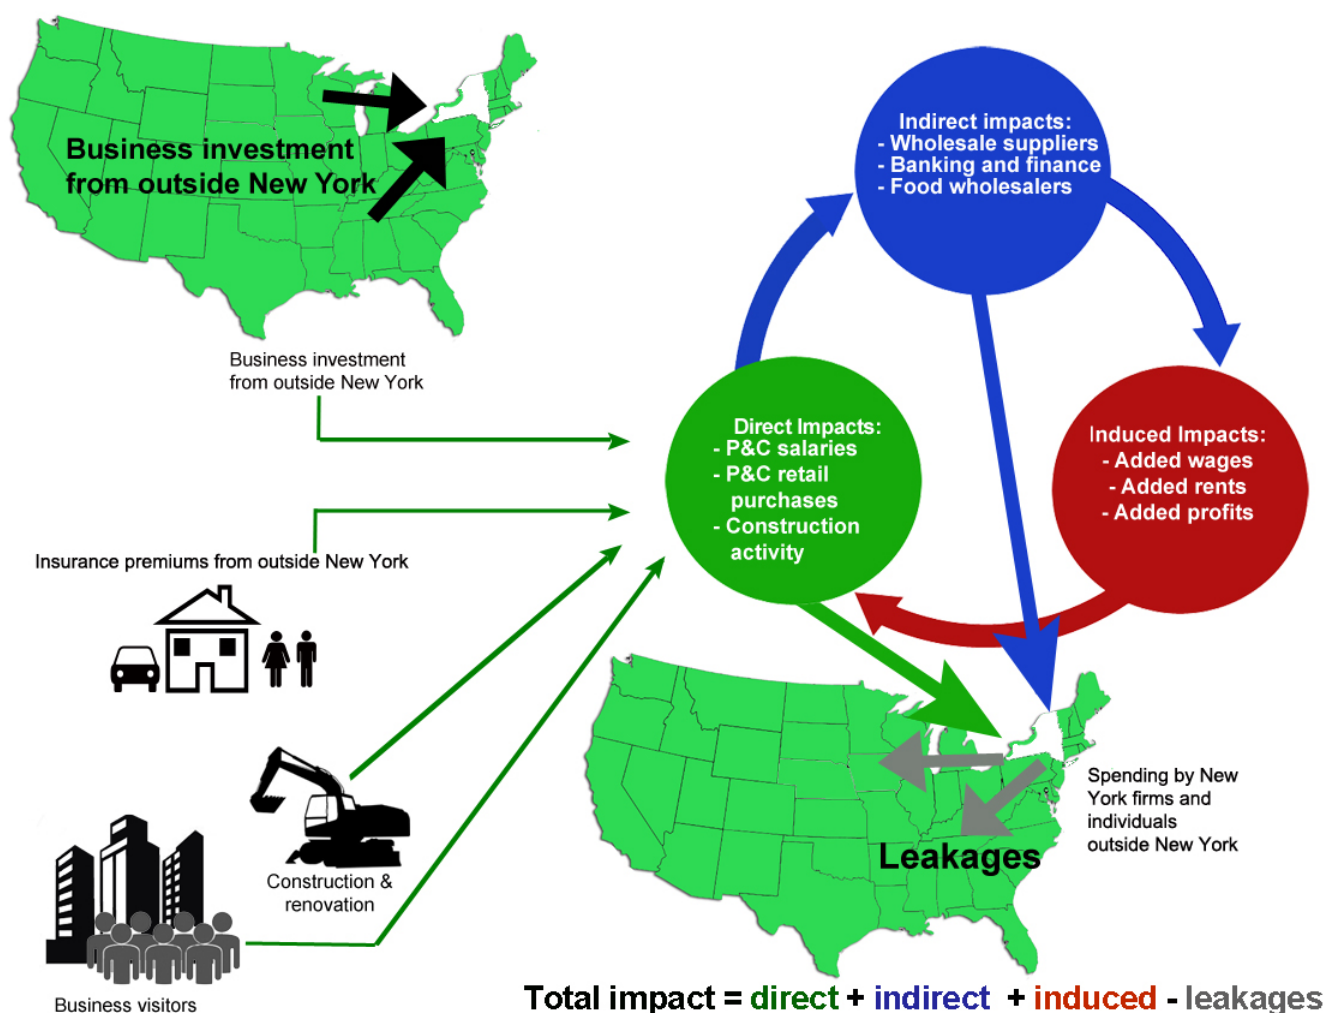 Business investment
from outside New York
Business investment
from outside New York
Insurance premiums from outside New York
Construction &
renovation
Business visitors
Indirect impacts:
- Wholesale suppliers
- Banking and finance
- Food wholesalers
Direct Impacts:
- P&C salaries
- P&C retail
purchases
- Construction
activity
Induced Impacts:
- Added wages
- Added rents
- Added profits
Spending by New
York firms and
individuals
outside New York
Leakages
Total impact = direct + indirect + induced - leakages